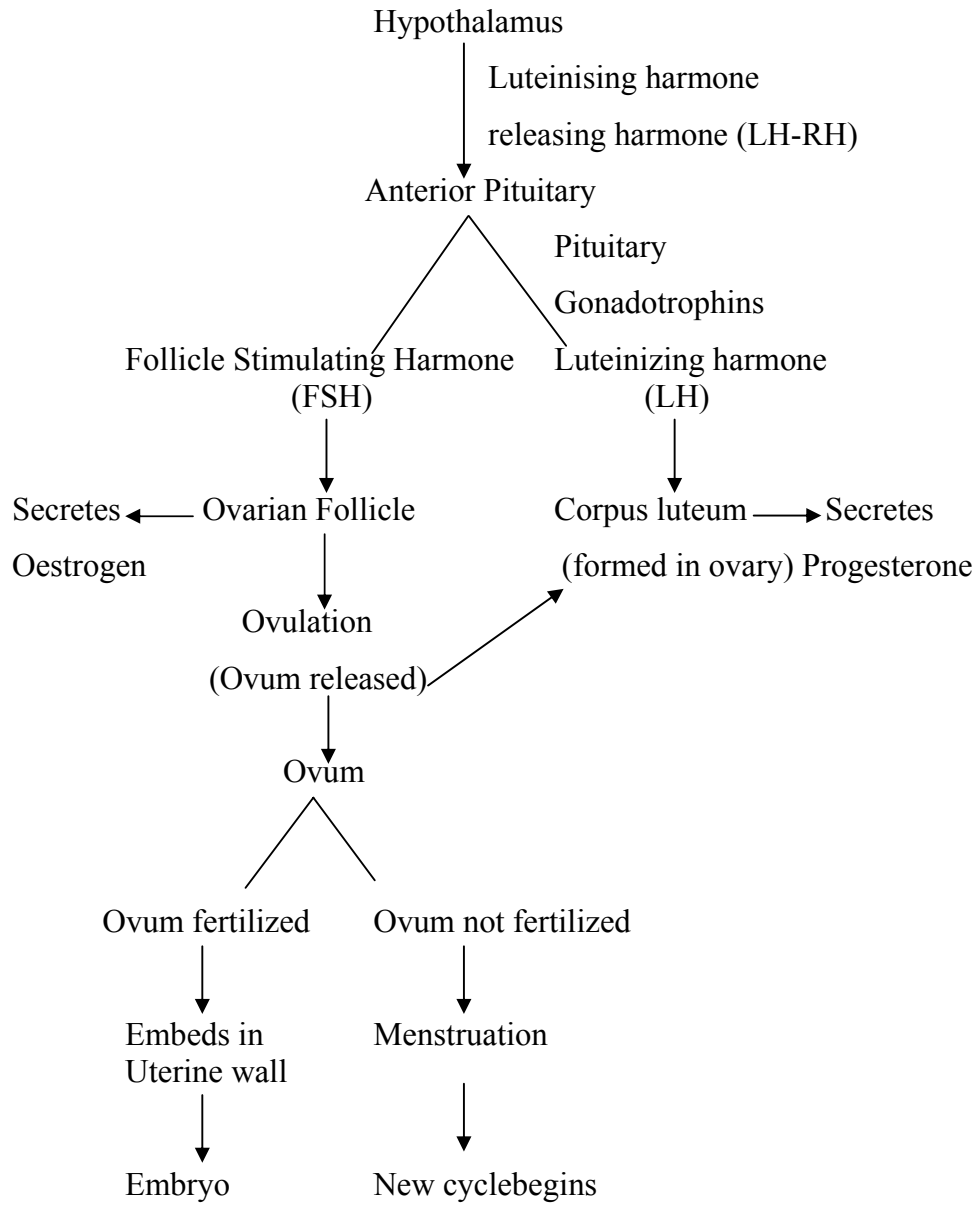 Hypothalamus
Luteinising harmone
releasing harmone (LH-RH)
Anterior Pituitary
Pituitary
Gonadotrophins
Follicle Stimulating Harmone
(FSH)
Luteinizing harmone
(LH)
Secretes
Oestrogen
Ovarian Follicle
Corpus luteum
(formed in ovary)
Secretes
Progesterone
Ovulation
(Ovum released)
Ovum
Ovum fertilized
Ovum not fertilized
Embeds in
Uterine wall
Menstruation
Embryo
New cyclebegins